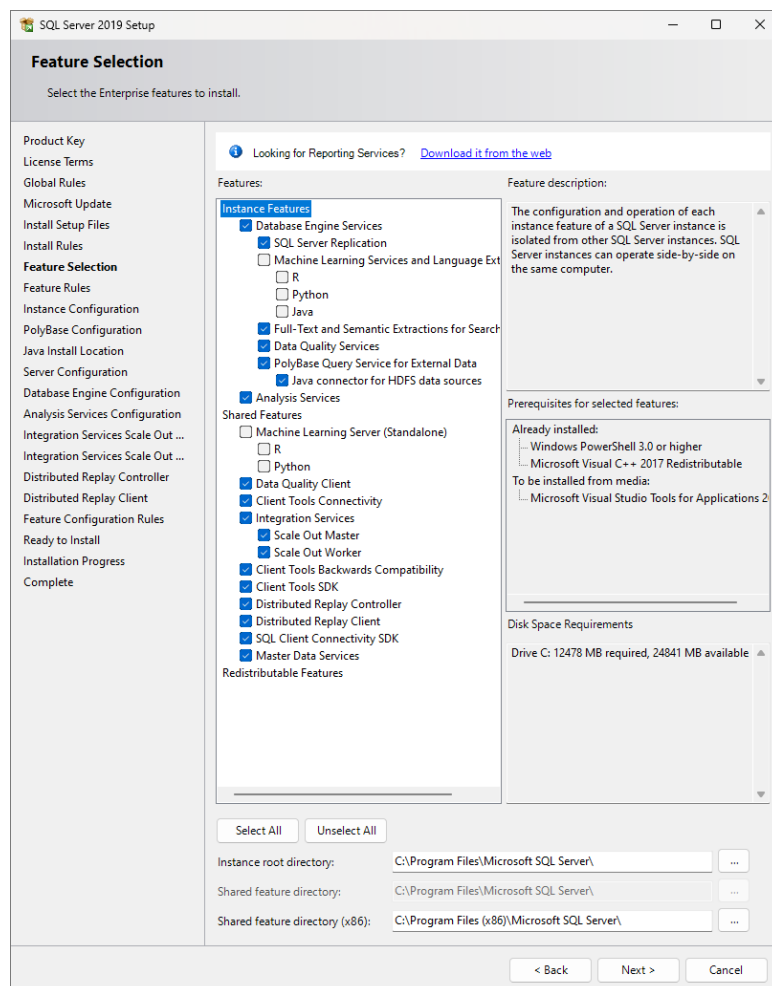 SQL Server 2019 Setup
Feature Selection
Select the Enterprise features to install.
Product Key
License Terms
Global Rules
Microsoft Update
Install Setup Files
Install Rules
Feature Selection
Feature Rules
Instance Configuration
PolyBase Configuration
Java Install Location
Server Configuration
Database Engine Configuration
Analysis Services Configuration
Integration Services Scale Out ...
Integration Services Scale Out ...
Distributed Replay Controller
Distributed Replay Client
Feature Configuration Rules
Ready to Install
Installation Progress
Complete
Looking for Reporting Services? Download it from the web
Features:
Instance Features
Database Engine Services
SQL Server Replication
Machine Learning Services and Language Ext
R
Python
Java
Full-Text and Semantic Extractions for Search
Data Quality Services
PolyBase Query Service for External Data
Java connector for HDFS data sources
Analysis Services
Shared Features
Machine Learning Server (Standalone)
R
Python
Data Quality Client
Client Tools Connectivity
Integration Services
Scale Out Master
Scale Out Worker
Client Tools Backwards Compatibility
Client Tools SDK
Distributed Replay Controller
Distributed Replay Client
SQL Client Connectivity SDK
Master Data Services
Redistributable Features
Feature description:
The configuration and operation of each
instance feature of a SQL Server instance is
isolated from other SQL Server instances. SQL
Server instances can operate side-by-side on
the same computer.
Prerequisites for selected features:
Already installed:
Windows PowerShell 3.0 or higher
Microsoft Visual C++ 2017 Redistributable
To be installed from media:
Microsoft Visual Studio Tools for Applications 2
Disk Space Requirements
Drive C: 12478 MB required, 24841 MB available
Select All
Unselect All
Instance root directory: C:\Program Files\Microsoft SQL Server\ ...
Shared feature directory: C:\Program Files\Microsoft SQL Server\ ...
Shared feature directory (x86): C:\Program Files (x86)\Microsoft SQL Server\ ...
< Back
Next >
Cancel